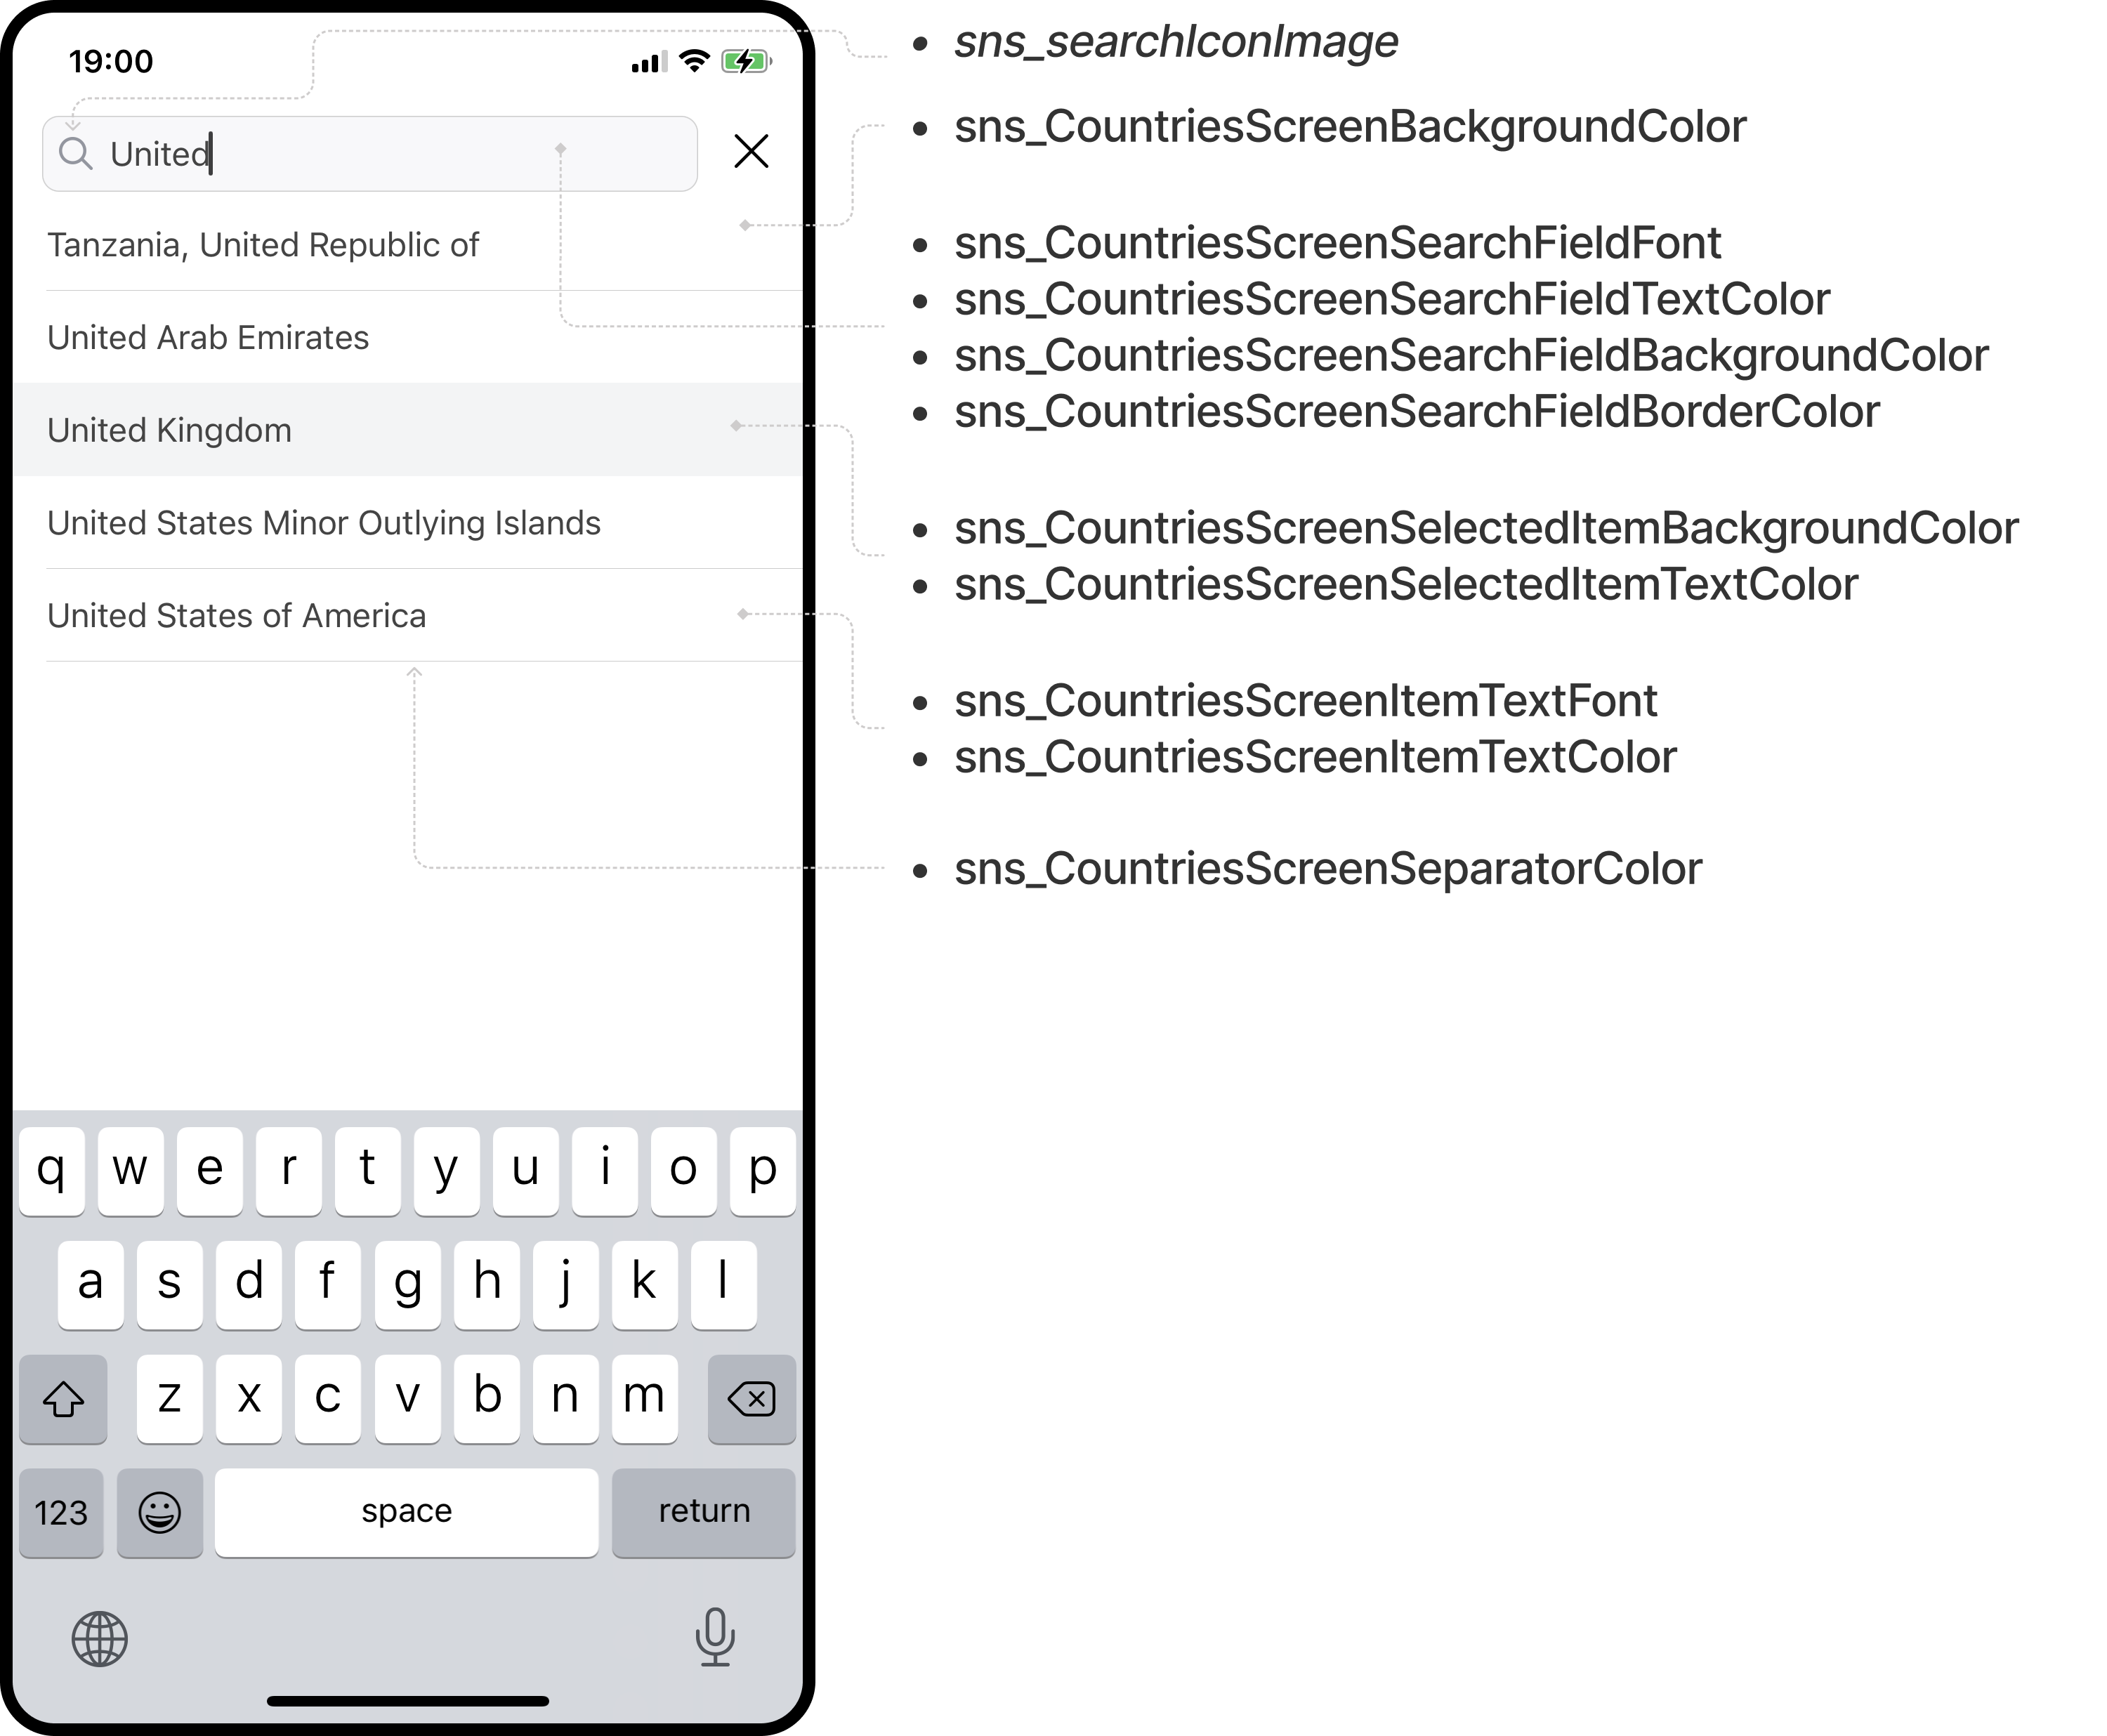 19:00
United
Tanzania, United Republic of
United Arab Emirates
United Kingdom
United States Minor Outlying Islands
United States of America
q w e r t y u i o p
a s d f g h j k l
z x c v b n m
123 space return
sns_searchIconImage
sns_CountriesScreenBackgroundColor
sns_CountriesScreenSearchFieldFont
sns_CountriesScreenSearchFieldTextColor
sns_CountriesScreenSearchFieldBackgroundColor
sns_CountriesScreenSearchFieldBorderColor
sns_CountriesScreenSelectedItemBackgroundColor
sns_CountriesScreenSelectedItemTextColor
sns_CountriesScreenItemTextFont
sns_CountriesScreenItemTextColor
sns_CountriesScreenSeparatorColor